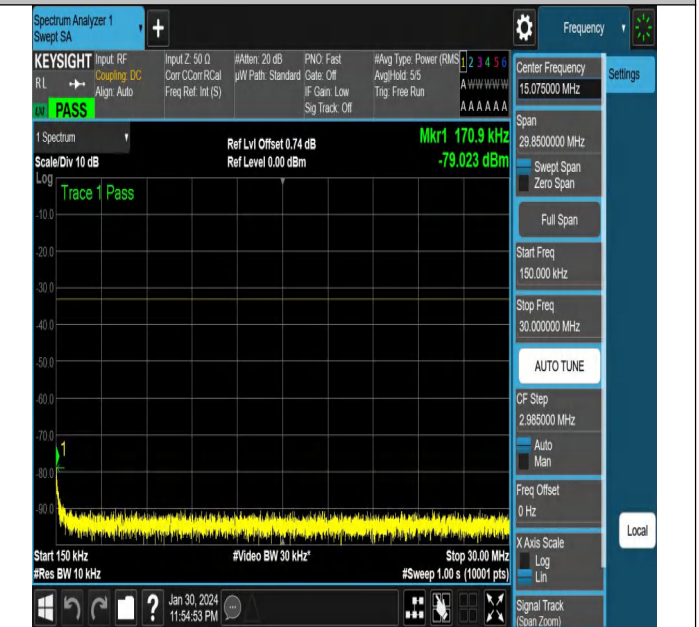 Spectrum Analyzer 1
Swept SA
+
Frequency
KEYSIGHT
RL
PASS
Input: RF
Coupling: DC
Align: Auto
Input Z: 50 Ω
Corr CCorr RCal
Freq Ref: Int (S)
#Atten: 20 dB
µW Path: Standard
PNO: Fast
Gate: Off
IF Gain: Low
Sig Track: Off
#Avg Type: Power (RMS
Avg|Hold: 5/5
Trig: Free Run
1 2 3 4 5 6
A W W W W W
A A A A A A
1 Spectrum
Scale/Div 10 dB
Ref Lvl Offset 0.74 dB
Ref Level 0.00 dBm
Mkr1 170.9 kHz
-79.023 dBm
Log
Trace 1 Pass
-10.0
-20.0
-30.0
-40.0
-50.0
-60.0
-70.0
1
-80.0
-90.0
Start 150 kHz
#Video BW 30 kHz*
Stop 30.00 MHz
#Res BW 10 kHz
#Sweep 1.00 s (10001 pts)
?
Jan 30, 2024
11:54:53 PM
Center Frequency
15.075000 MHz
Settings
Span
29.8500000 MHz
Swept Span
Zero Span
Full Span
Start Freq
150.000 kHz
Stop Freq
30.000000 MHz
AUTO TUNE
CF Step
2.985000 MHz
Auto
Man
Freq Offset
0 Hz
Local
X Axis Scale
Log
Lin
Signal Track
(Span Zoom)